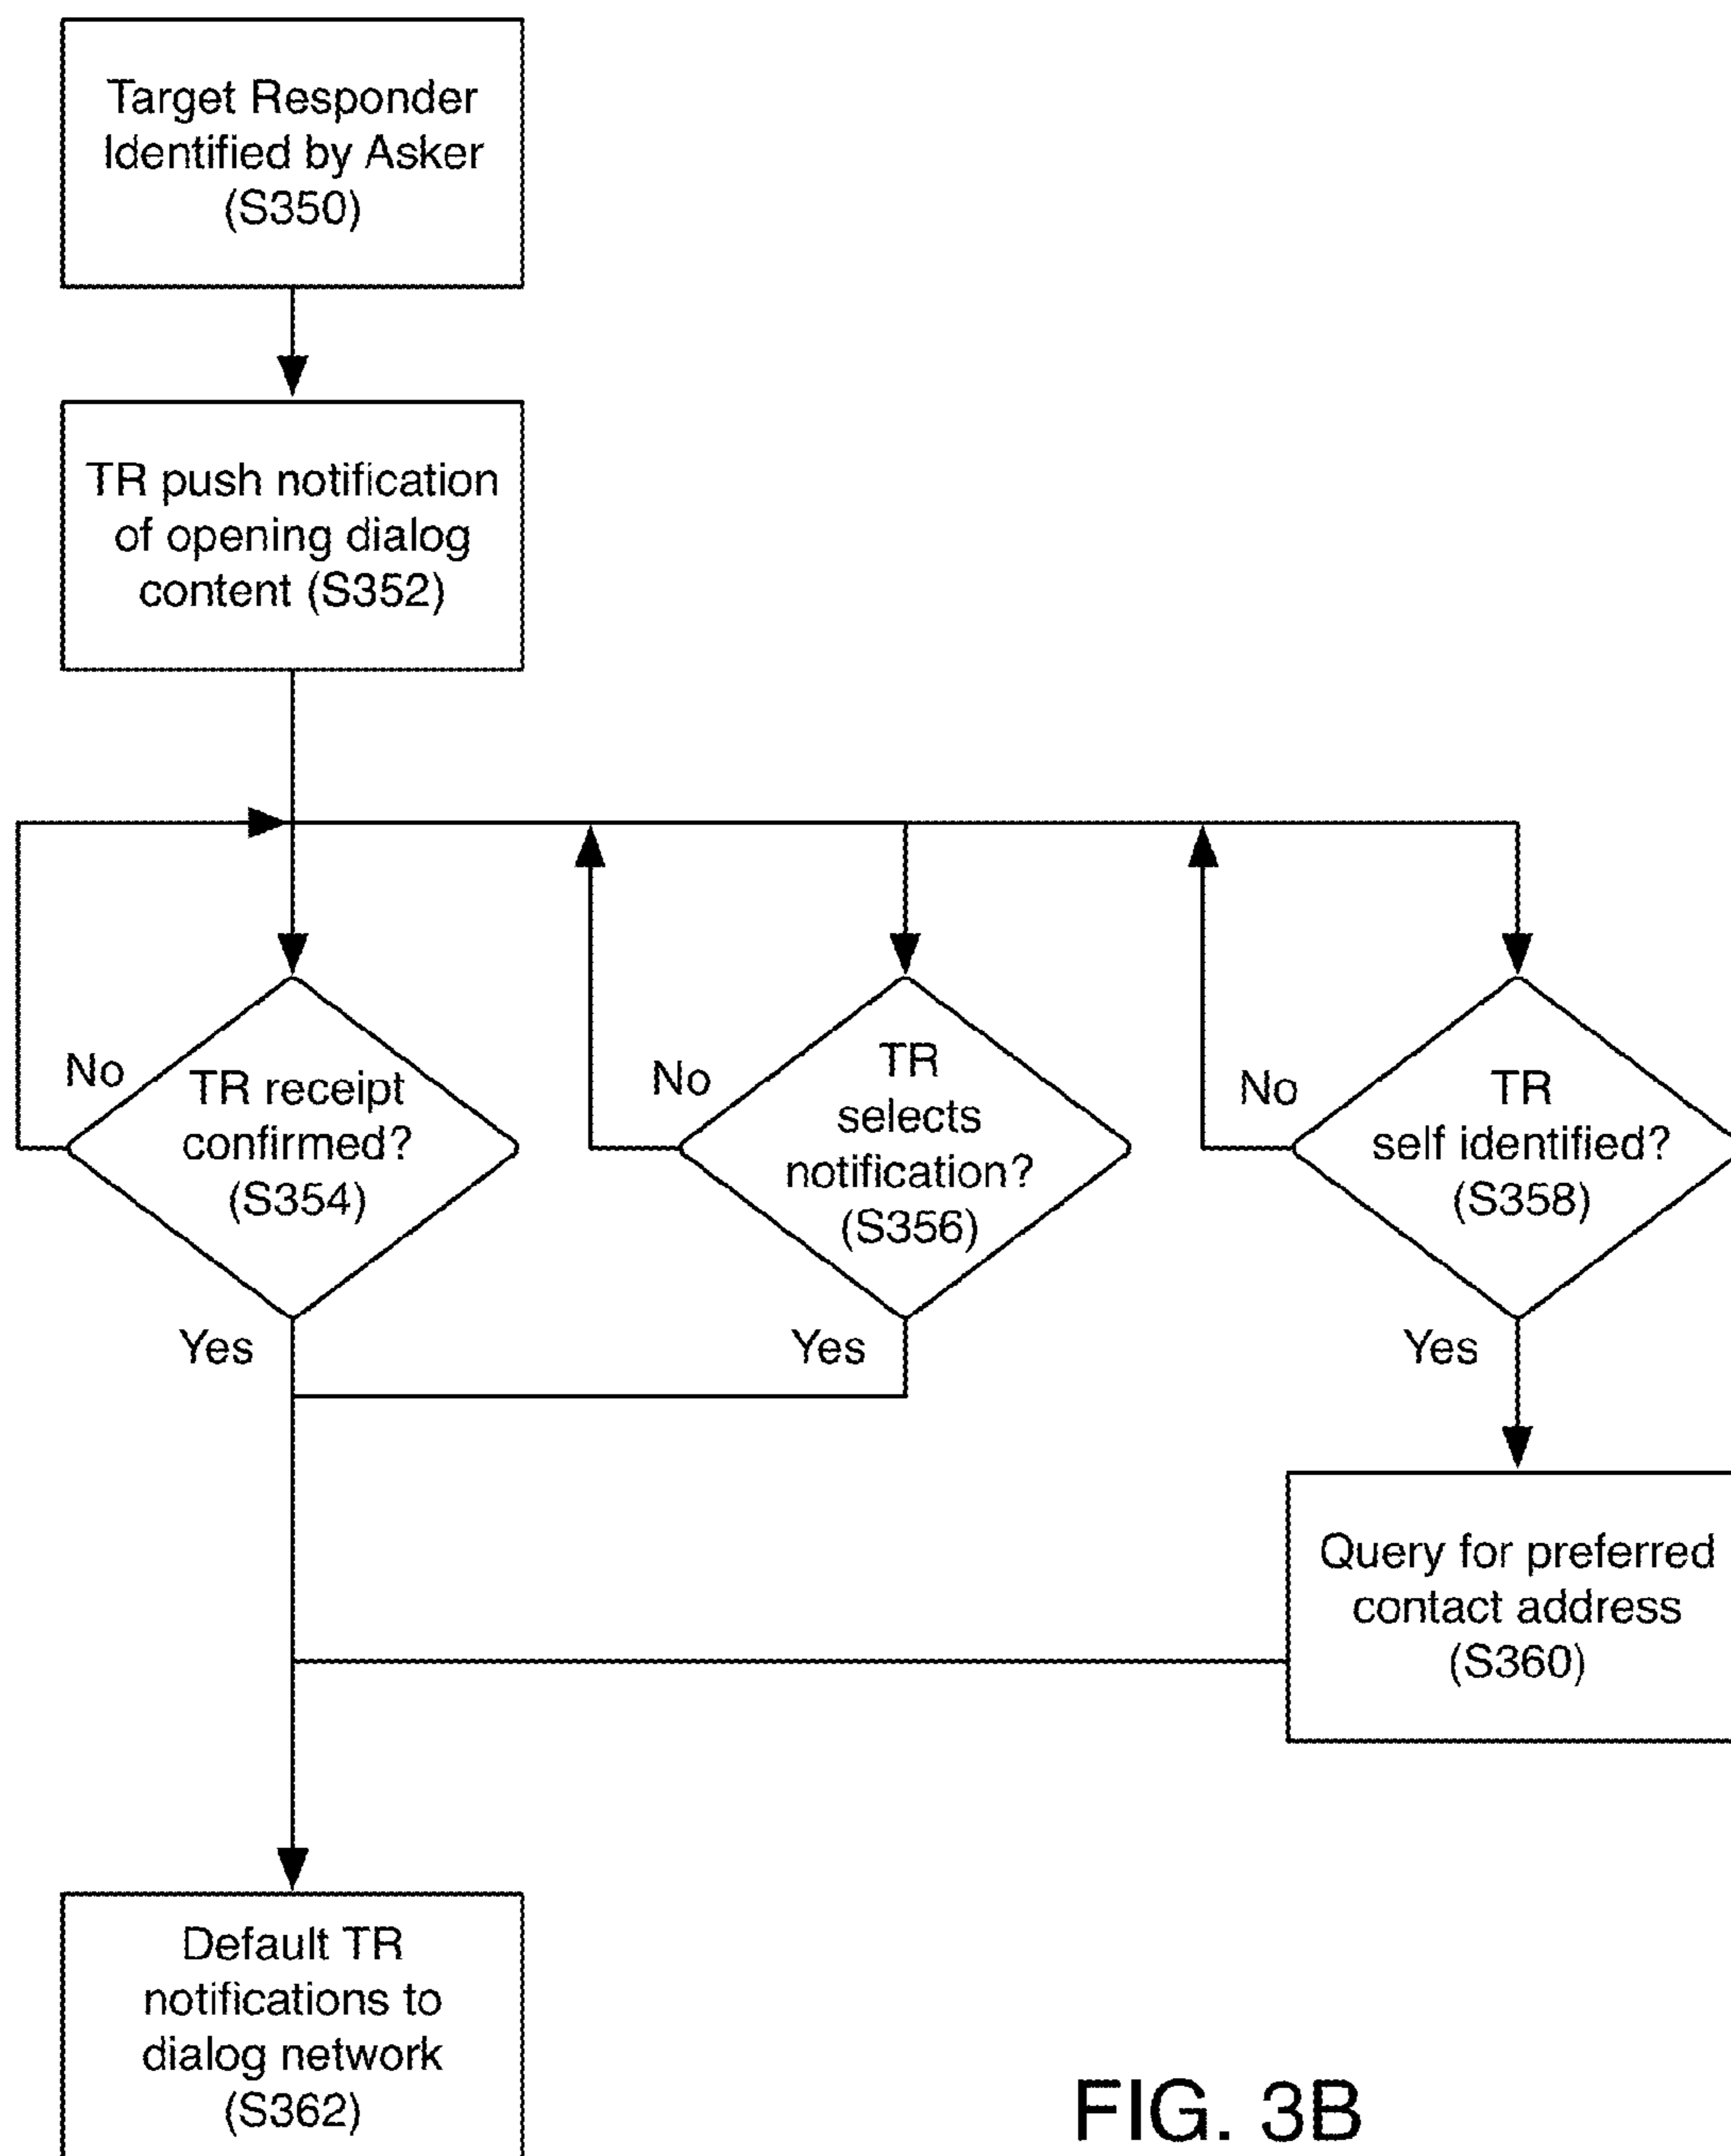 Target Responder
Identified by Asker
(S350)
TR push notification
of opening dialog
content (S352)
No
TR receipt
confirmed?
(S354)
Yes
No
TR
selects
notification?
(S356)
Yes
No
TR
self identified?
(S358)
Yes
Query for preferred
contact address
(S360)
Default TR
notifications to
dialog network
(S362)
FIG. 3B